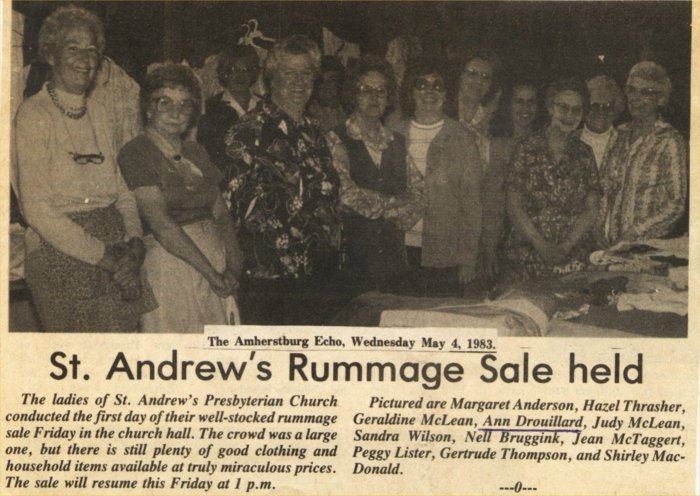 The Amherstburg Echo, Wednesday May 4, 1983.
St. Andrew's Rummage Sale held
The ladies of St. Andrew's Presbyterian Church
conducted the first day of their well-stocked rummage
sale Friday in the church hall. The crowd was a large
one, but there is still plenty of good clothing and
household items available at truly miraculous prices.
The sale will resume this Friday at 1 p.m.
Pictured are Margaret Anderson, Hazel Thrasher,
Geraldine McLean, Ann Drouillard, Judy McLean,
Sandra Wilson, Nell Bruggink, Jean McTaggert,
Peggy Lister, Gertrude Thompson, and Shirley Mac-
Donald.
---0---